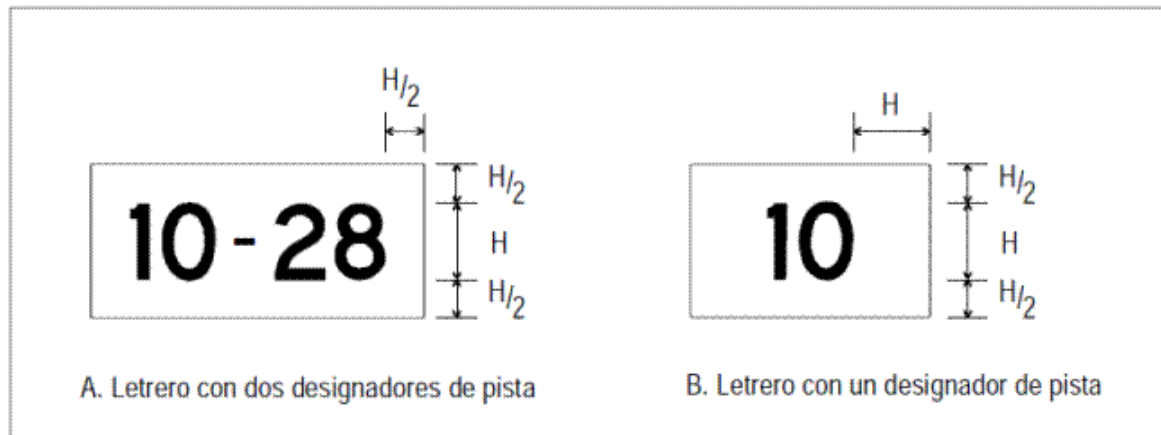 H/2
H
10 - 28
H/2
H
H/2
10
H/2
H
H/2
A. Letrero con dos designadores de pista
B. Letrero con un designador de pista